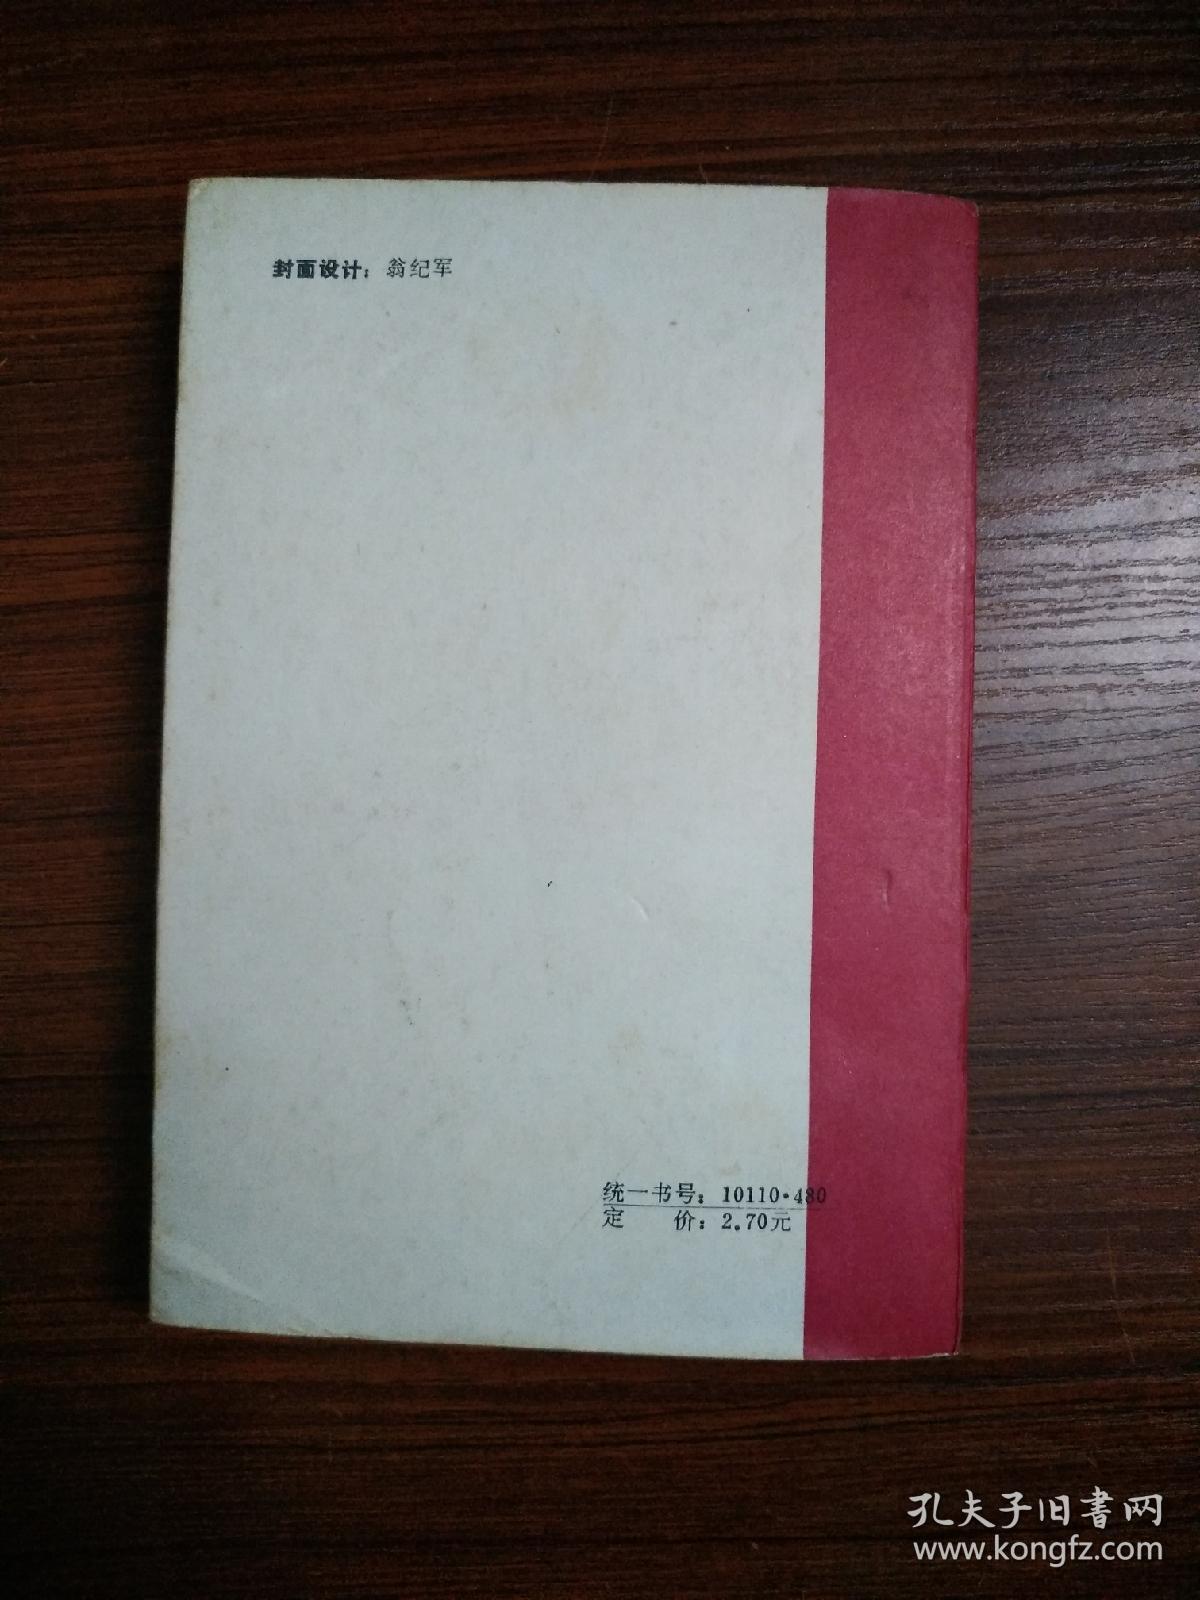 封面设计：翁纪军
统一书号：10110·480
定　　价：2.70元
孔夫子旧書网
www.kongfz.com